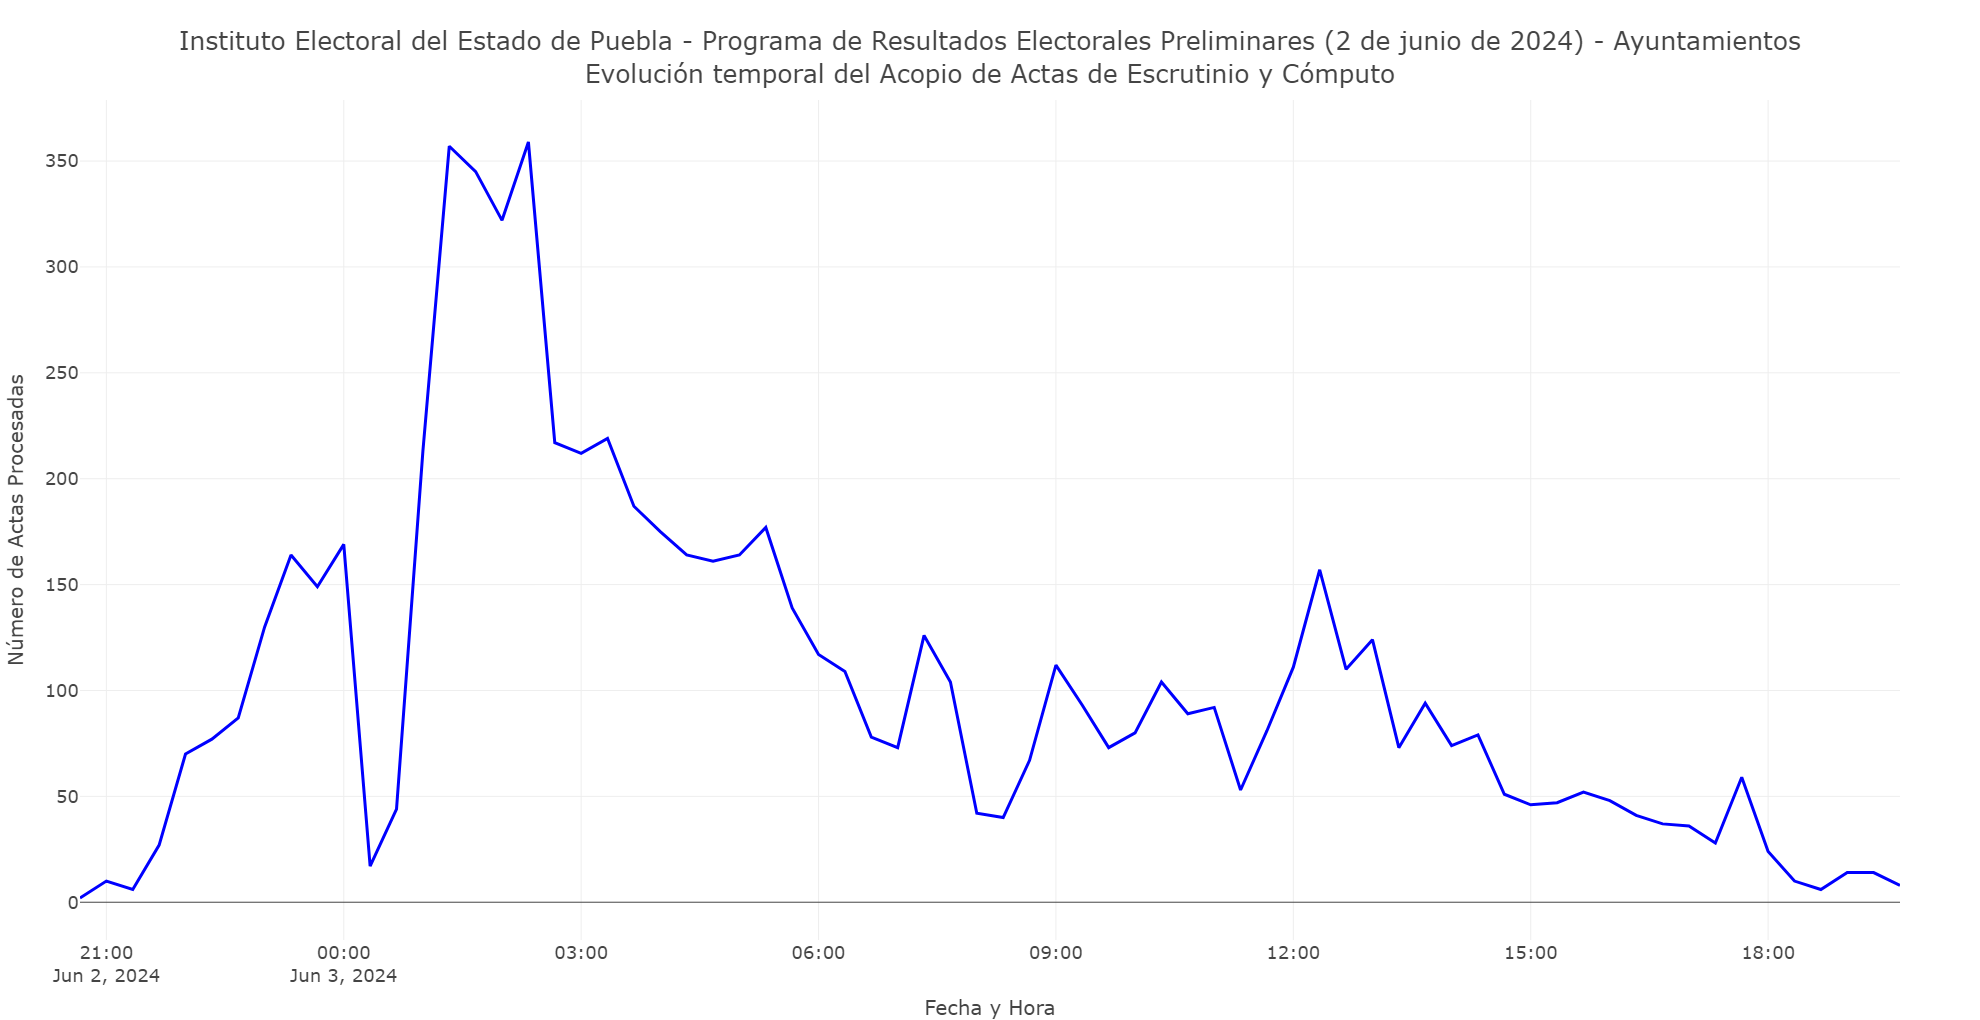 Instituto Electoral del Estado de Puebla - Programa de Resultados Electorales Preliminares (2 de junio de 2024) - Ayuntamientos
Evolución temporal del Acopio de Actas de Escrutinio y Cómputo
Número de Actas Procesadas
350
300
250
200
150
100
50
0
21:00 00:00 03:00 06:00 09:00 12:00 15:00 18:00
Jun 2, 2024 Jun 3, 2024
Fecha y Hora